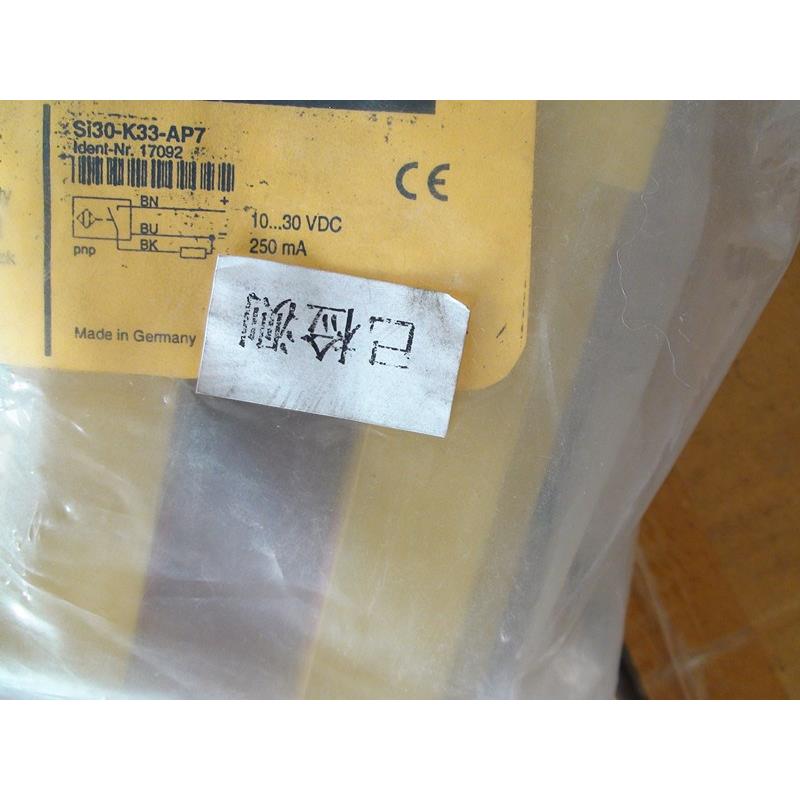 Si30-K33-AP7
Ident-Nr. 17092
BN +
BU −
BK
pnp
10...30 VDC
250 mA
CE
Made in Germany
已检测